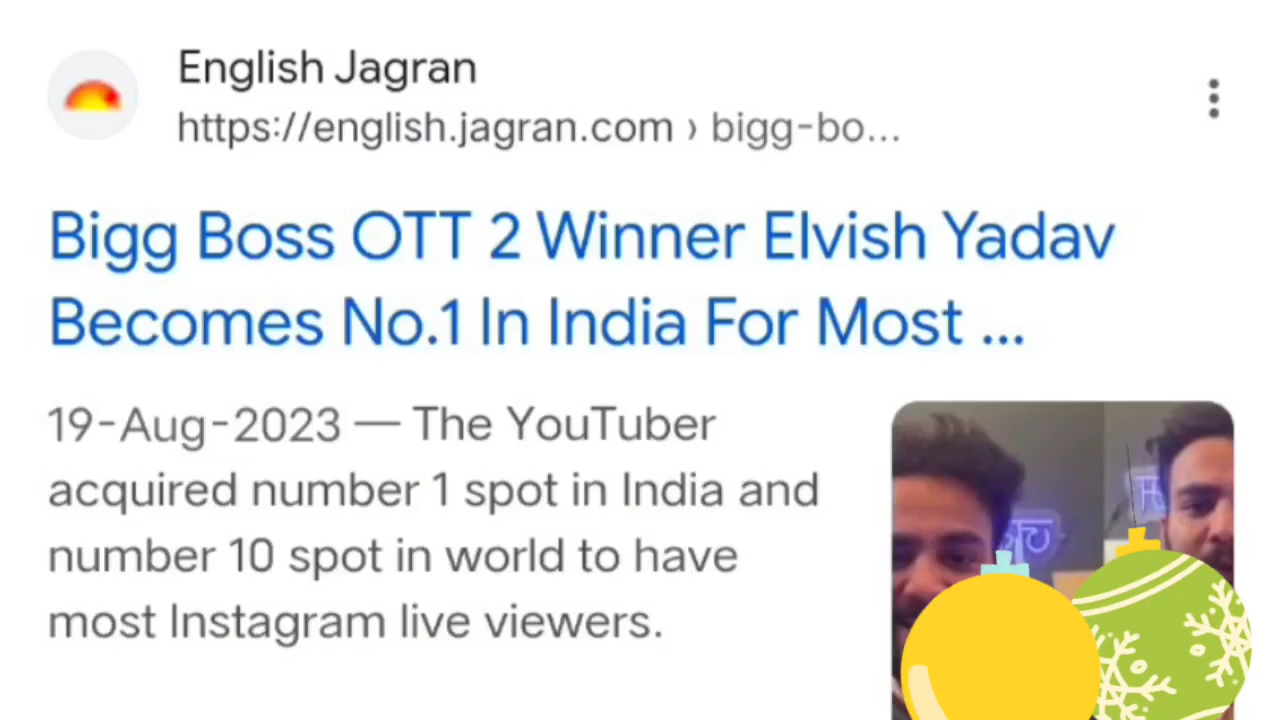 English Jagran
https://english.jagran.com › bigg-bo...
Bigg Boss OTT 2 Winner Elvish Yadav
Becomes No.1 In India For Most ...
19-Aug-2023 — The YouTuber
acquired number 1 spot in India and
number 10 spot in world to have
most Instagram live viewers.